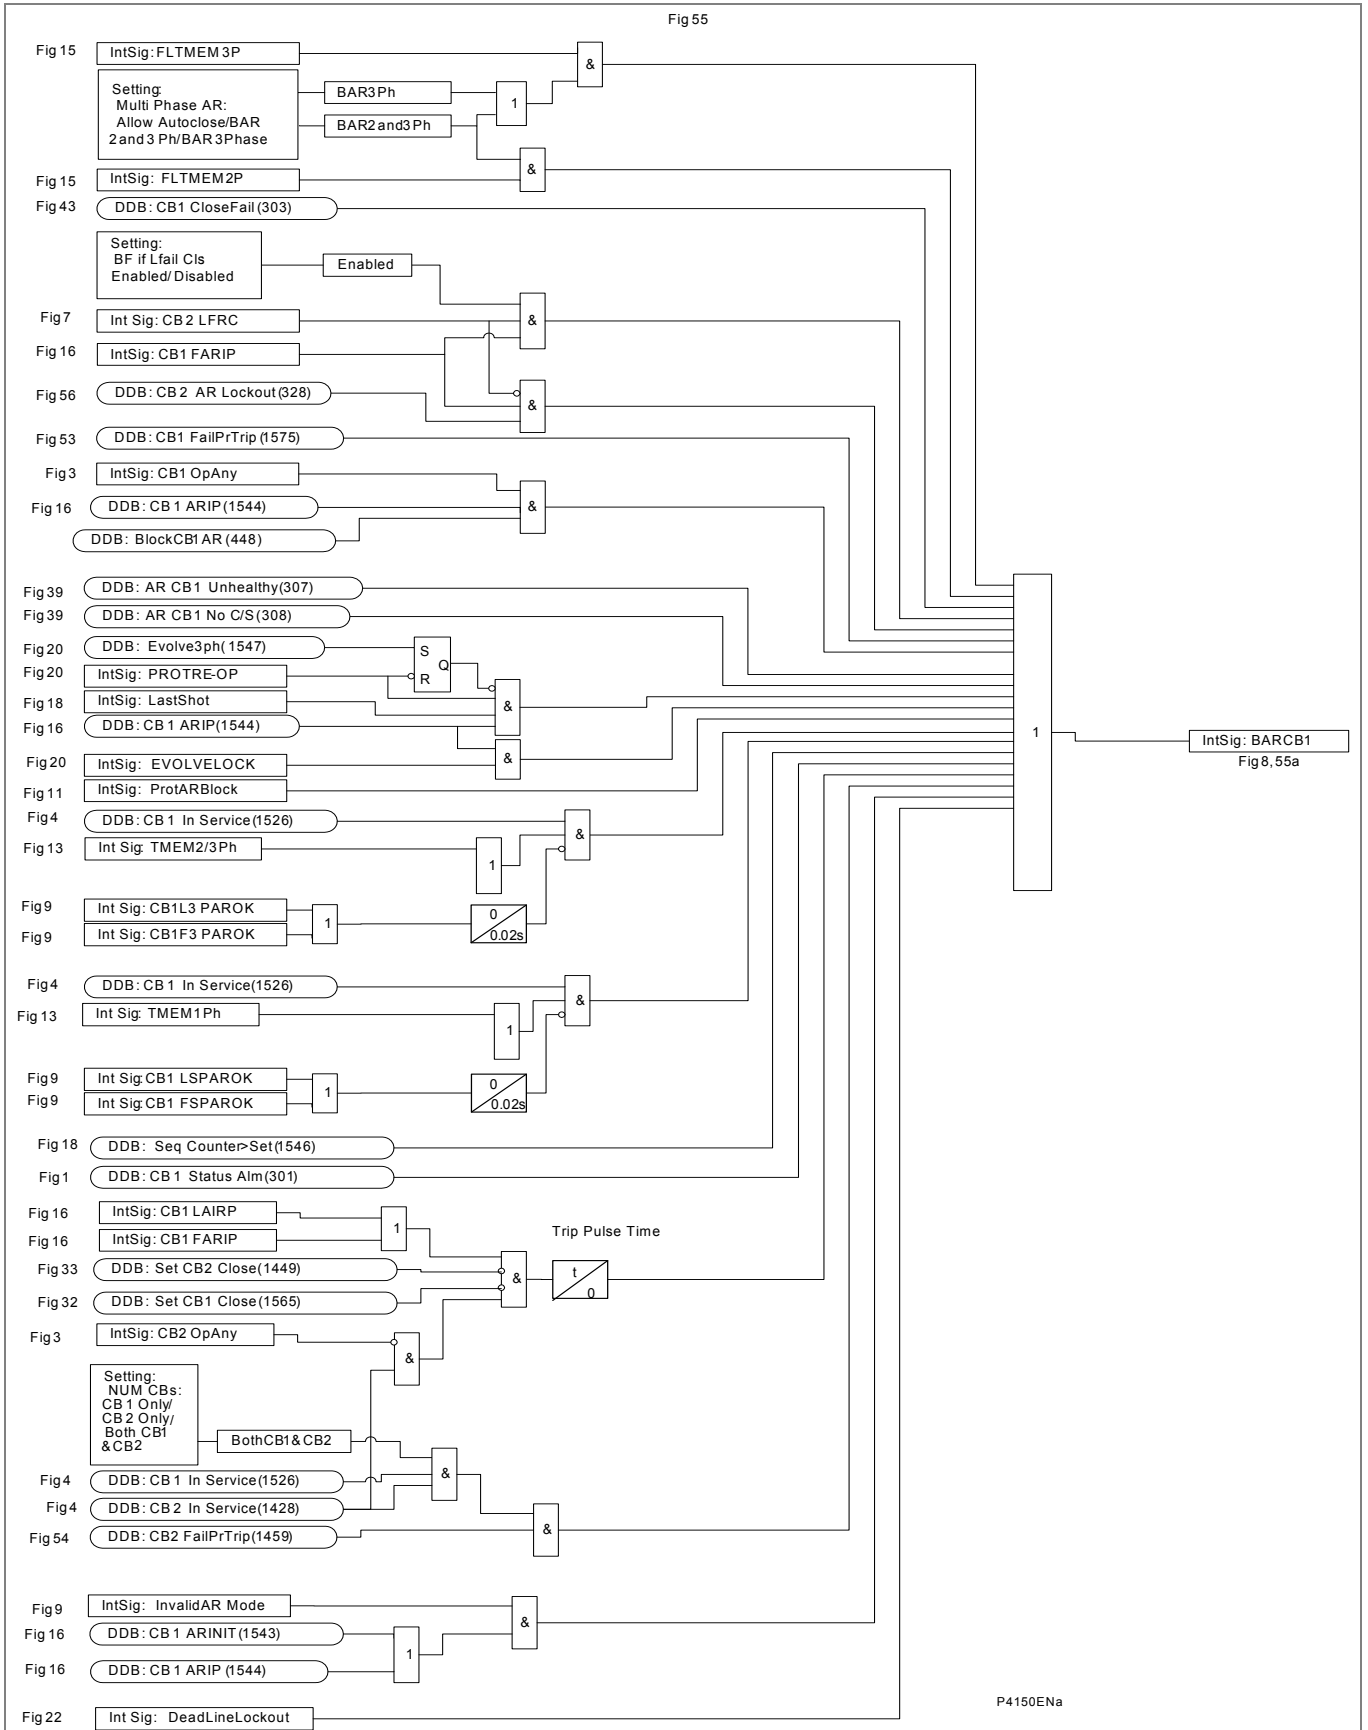 Fig 55
Fig 15
IntSig: FLTMEM 3P
&
Setting:
Multi Phase AR:
Allow Autoclose/BAR
2 and 3 Ph/BAR 3Phase
BAR3Ph
1
BAR2 and3 Ph
&
Fig 15
IntSig: FLTMEM2P
Fig 43
DDB: CB1 CloseFail (303)
Setting:
BF if Lfail Cls
Enabled/ Disabled
Enabled
Fig 7
Int Sig: CB2 LFRC
&
Fig 16
IntSig: CB1 FARIP
Fig 56
DDB: CB2 AR Lockout (328)
&
Fig 53
DDB: CB1 FailPrTrip (1575)
Fig 3
IntSig: CB1 OpAny
Fig 16
DDB: CB1 ARIP (1544)
&
DDB: BlockCB1AR (448)
Fig 39
DDB: AR CB1 Unhealthy(307)
Fig 39
DDB: AR CB1 No C/S (308)
Fig 20
DDB: Evolve3ph (1547)
S
Q
R
Fig 20
IntSig: PROTRE-OP
Fig 18
IntSig: LastShot
&
Fig 16
DDB: CB1 ARIP(1544)
Fig 20
IntSig: EVOLVELOCK
&
Fig 11
IntSig: ProtARBlock
1
IntSig: BARCB1
Fig 8, 55a
Fig 4
DDB: CB1 In Service (1526)
&
Fig 13
Int Sig: TMEM2/3Ph
1
Fig 9
Int Sig: CB1L3 PAROK
1
0
0.02s
Fig 9
Int Sig: CB1F3 PAROK
Fig 4
DDB: CB1 In Service(1526)
&
Fig 13
Int Sig: TMEM1Ph
1
Fig 9
Int Sig: CB1 LSPAROK
1
0
0.02s
Fig 9
Int Sig: CB1 FSPAROK
Fig 18
DDB: Seq Counter>Set (1546)
Fig 1
DDB: CB1 Status Alm (301)
Fig 16
IntSig: CB1 LAIRP
1
Trip Pulse Time
Fig 16
IntSig: CB1 FARIP
Fig 33
DDB: Set CB2 Close(1449)
&
t
0
Fig 32
DDB: Set CB1 Close (1565)
Fig 3
IntSig: CB2 OpAny
&
Setting:
NUM CBs:
CB1 Only/
CB2 Only/
Both CB1
&CB2
BothCB1&CB2
&
Fig 4
DDB: CB1 In Service (1526)
Fig 4
DDB: CB2 In Service(1428)
Fig 54
DDB: CB2 FailPrTrip (1459)
&
Fig 9
IntSig: InvalidAR Mode
&
Fig 16
DDB: CB1 ARINIT (1543)
1
Fig 16
DDB: CB1 ARIP (1544)
P4150ENa
Fig 22
Int Sig: DeadLineLockout